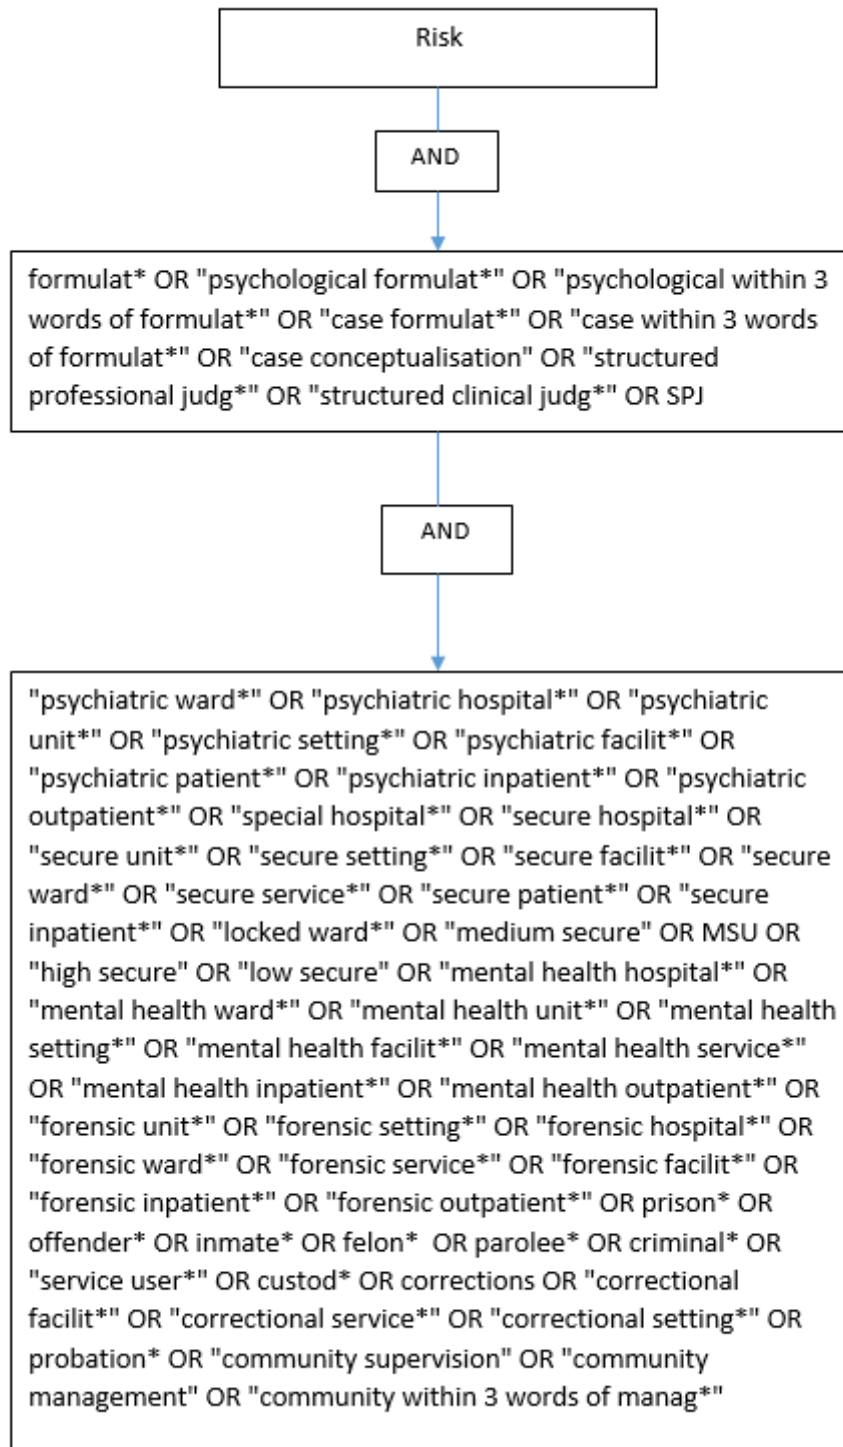 Risk
AND
formulat* OR "psychological formulat*" OR "psychological within 3
words of formulat*" OR "case formulat*" OR "case within 3 words
of formulat*" OR "case conceptualisation" OR "structured
professional judg*" OR "structured clinical judg*" OR SPJ
AND
"psychiatric ward*" OR "psychiatric hospital*" OR "psychiatric
unit*" OR "psychiatric setting*" OR "psychiatric facilit*" OR
"psychiatric patient*" OR "psychiatric inpatient*" OR "psychiatric
outpatient*" OR "special hospital*" OR "secure hospital*" OR
"secure unit*" OR "secure setting*" OR "secure facilit*" OR "secure
ward*" OR "secure service*" OR "secure patient*" OR "secure
inpatient*" OR "locked ward*" OR "medium secure" OR MSU OR
"high secure" OR "low secure" OR "mental health hospital*" OR
"mental health ward*" OR "mental health unit*" OR "mental health
setting*" OR "mental health facilit*" OR "mental health service*"
OR "mental health inpatient*" OR "mental health outpatient*" OR
"forensic unit*" OR "forensic setting*" OR "forensic hospital*" OR
"forensic ward*" OR "forensic service*" OR "forensic facilit*" OR
"forensic inpatient*" OR "forensic outpatient*" OR prison* OR
offender* OR inmate* OR felon*  OR parolee* OR criminal* OR
"service user*" OR custod* OR corrections OR "correctional
facilit*" OR "correctional service*" OR "correctional setting*" OR
probation* OR "community supervision" OR "community
management" OR "community within 3 words of manag*"